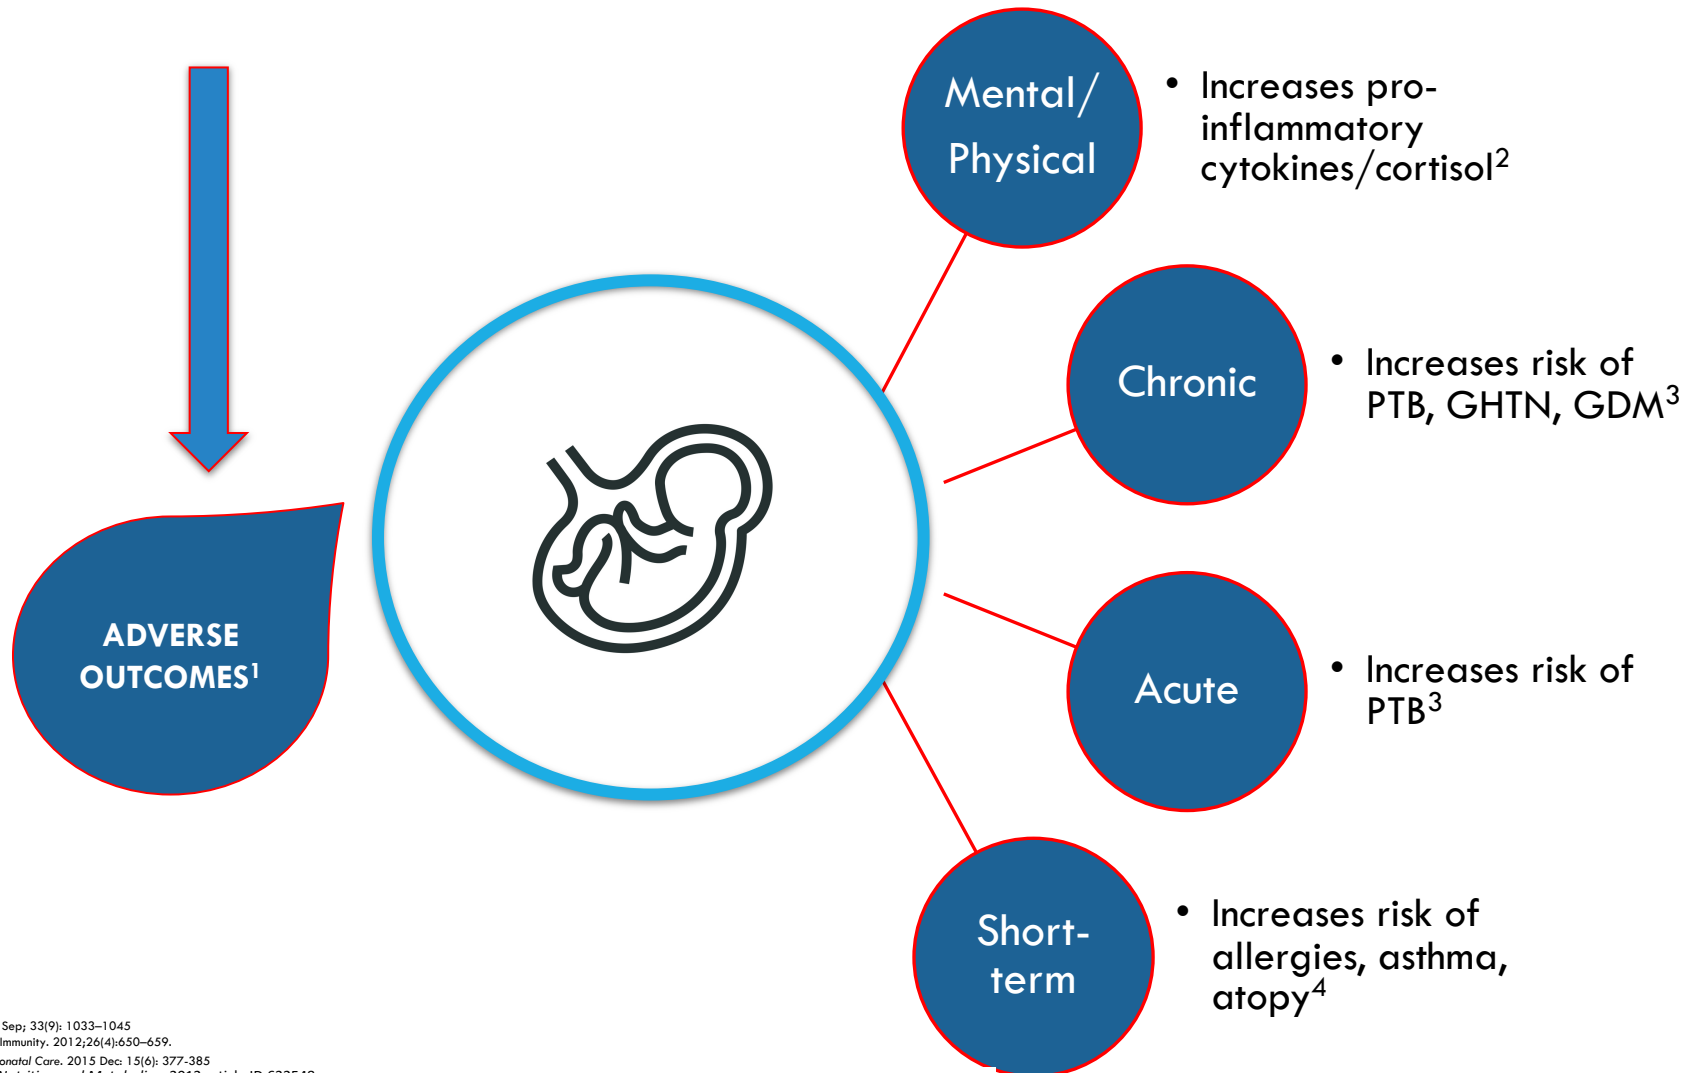 Mental/
Physical
• Increases pro-
inflammatory
cytokines/cortisol²
Chronic
• Increases risk of
PTB, GHTN, GDM³
ADVERSE
OUTCOMES¹
Acute
• Increases risk of
PTB³
Short-
term
• Increases risk of
allergies, asthma,
atopy⁴
Sep; 33(9): 1033–1045
Immunity. 2012;26(4):650–659.
onatal Care. 2015 Dec: 15(6): 377-385